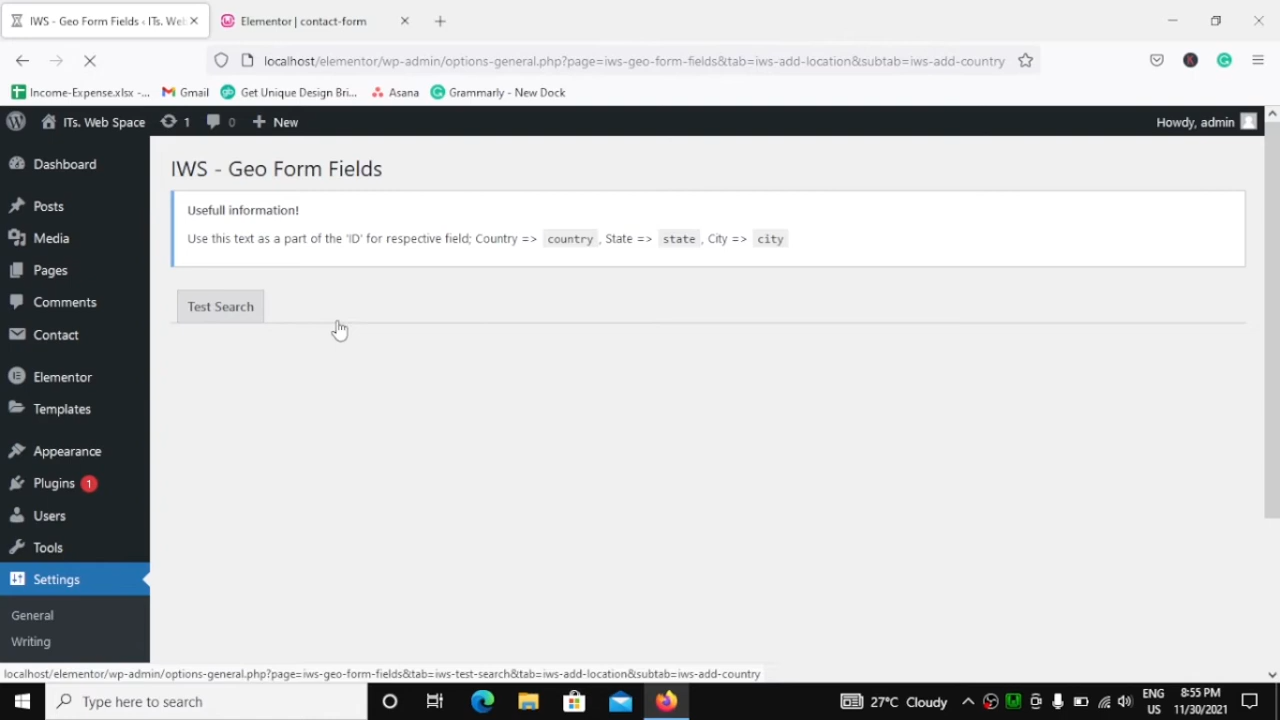 IWS - Geo Form Fields ‹ ITs. Web
Elementor | contact-form
localhost/elementor/wp-admin/options-general.php?page=iws-geo-form-fields&tab=iws-add-location&subtab=iws-add-country
Income-Expense.xlsx -... Gmail Get Unique Design Bri... Asana Grammarly - New Dock
ITs. Web Space 1 0 New Howdy, admin
IWS - Geo Form Fields
Usefull information!
Use this text as a part of the 'ID' for respective field; Country => country , State => state , City => city
Test Search
Dashboard
Posts
Media
Pages
Comments
Contact
Elementor
Templates
Appearance
Plugins 1
Users
Tools
Settings
General
Writing
localhost/elementor/wp-admin/options-general.php?page=iws-geo-form-fields&tab=iws-test-search&tab=iws-add-location&subtab=iws-add-country
Type here to search
27°C Cloudy
ENG
US
8:55 PM
11/30/2021